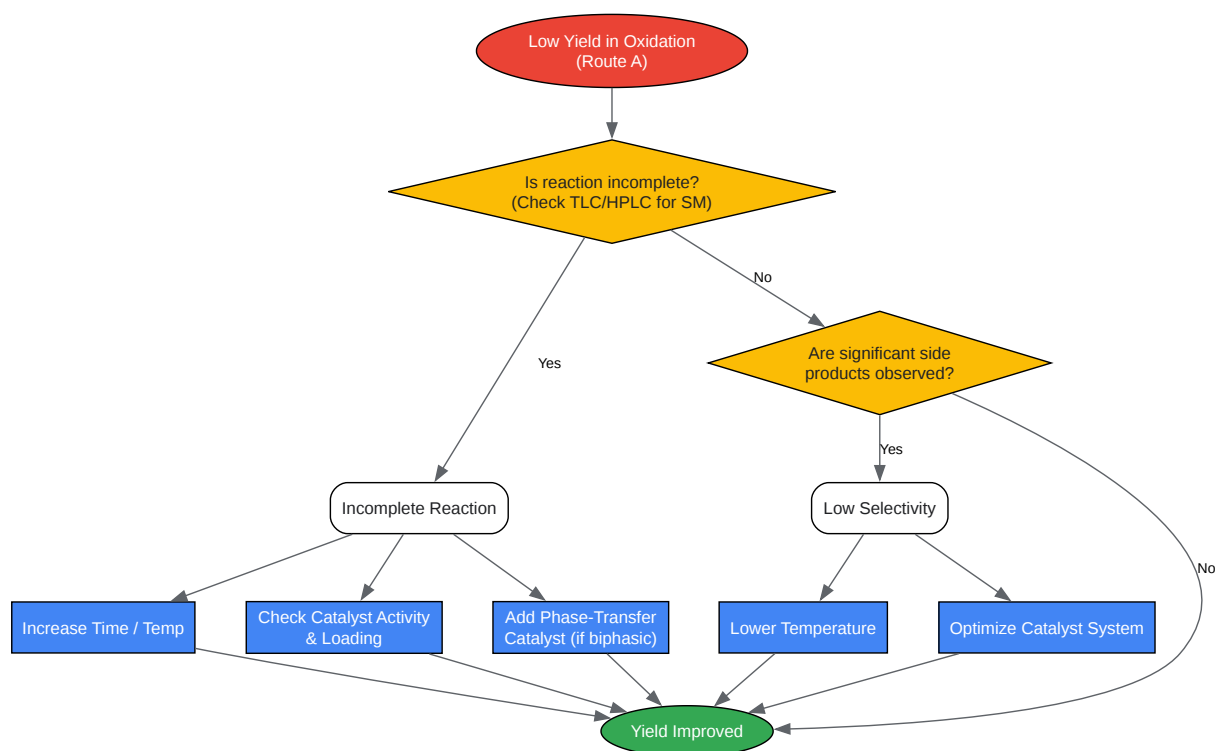 Low Yield in Oxidation
(Route A)
Is reaction incomplete?
(Check TLC/HPLC for SM)
No
Are significant side
products observed?
Yes
Yes
Incomplete Reaction
Low Selectivity
No
Increase Time / Temp
Check Catalyst Activity
& Loading
Add Phase-Transfer
Catalyst (if biphasic)
Lower Temperature
Optimize Catalyst System
Yield Improved